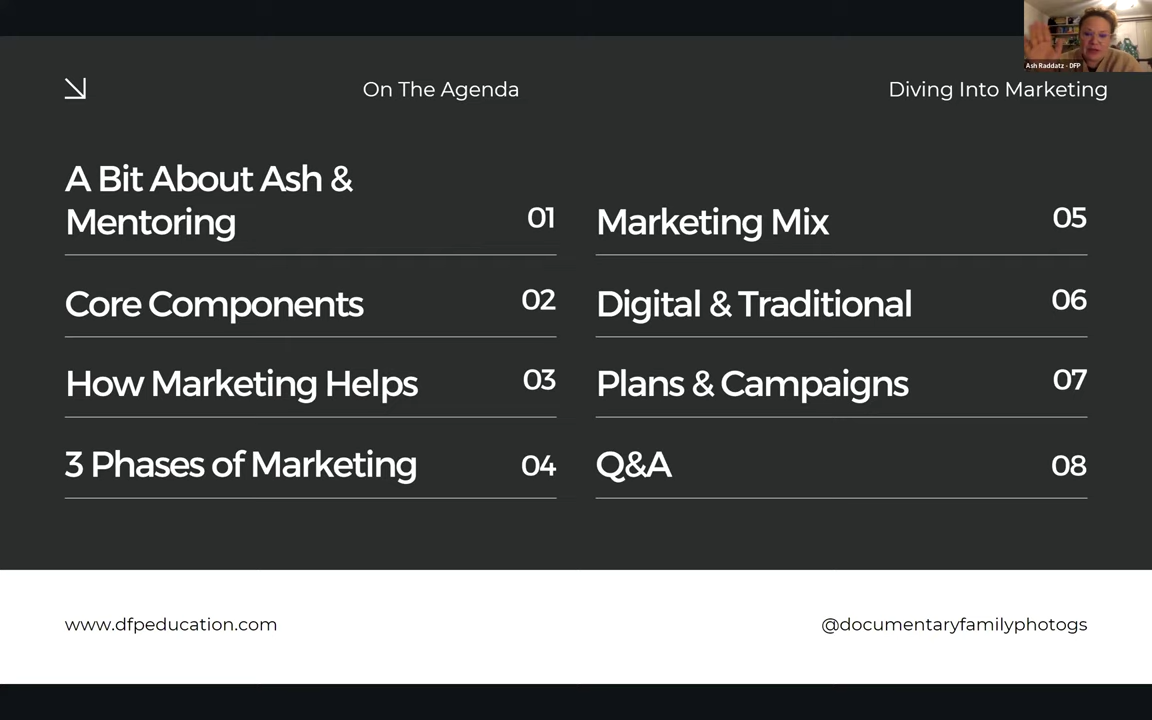 Ash Raddatz - DFP
On The Agenda
Diving Into Marketing
A Bit About Ash &
Mentoring
01
Core Components
02
How Marketing Helps
03
3 Phases of Marketing
04
Marketing Mix
05
Digital & Traditional
06
Plans & Campaigns
07
Q&A
08
www.dfpeducation.com
@documentaryfamilyphotogs